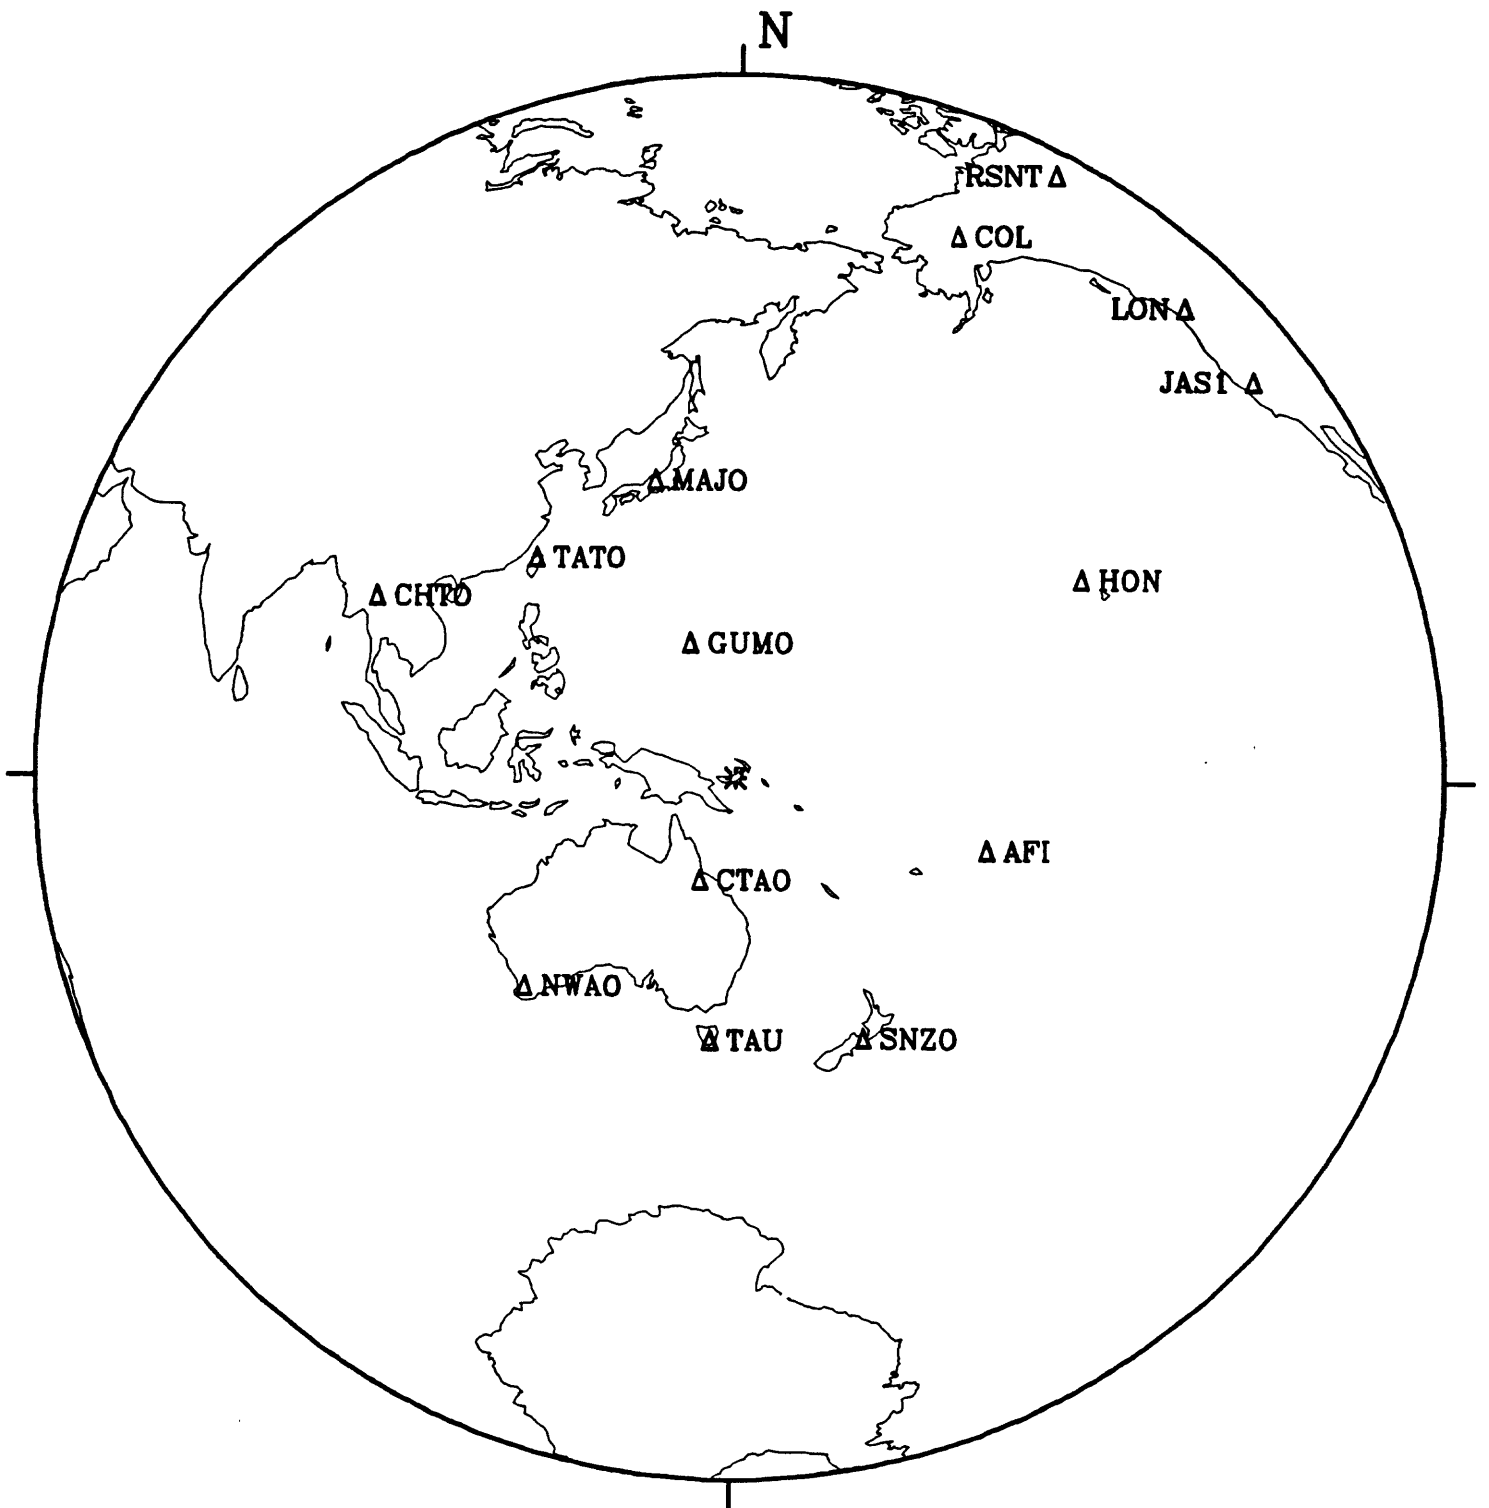 N
RSNT
COL
LON
JAS1
MAJO
TATO
HON
CHTO
GUMO
AFI
CTAO
NWAO
TAU
SNZO